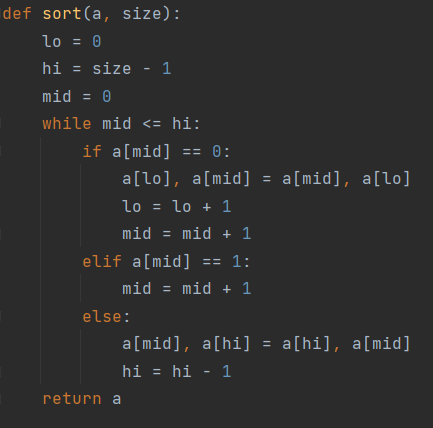 def sort(a, size):
    lo = 0
    hi = size - 1
    mid = 0
    while mid <= hi:
        if a[mid] == 0:
            a[lo], a[mid] = a[mid], a[lo]
            lo = lo + 1
            mid = mid + 1
        elif a[mid] == 1:
            mid = mid + 1
        else:
            a[mid], a[hi] = a[hi], a[mid]
            hi = hi - 1
    return a